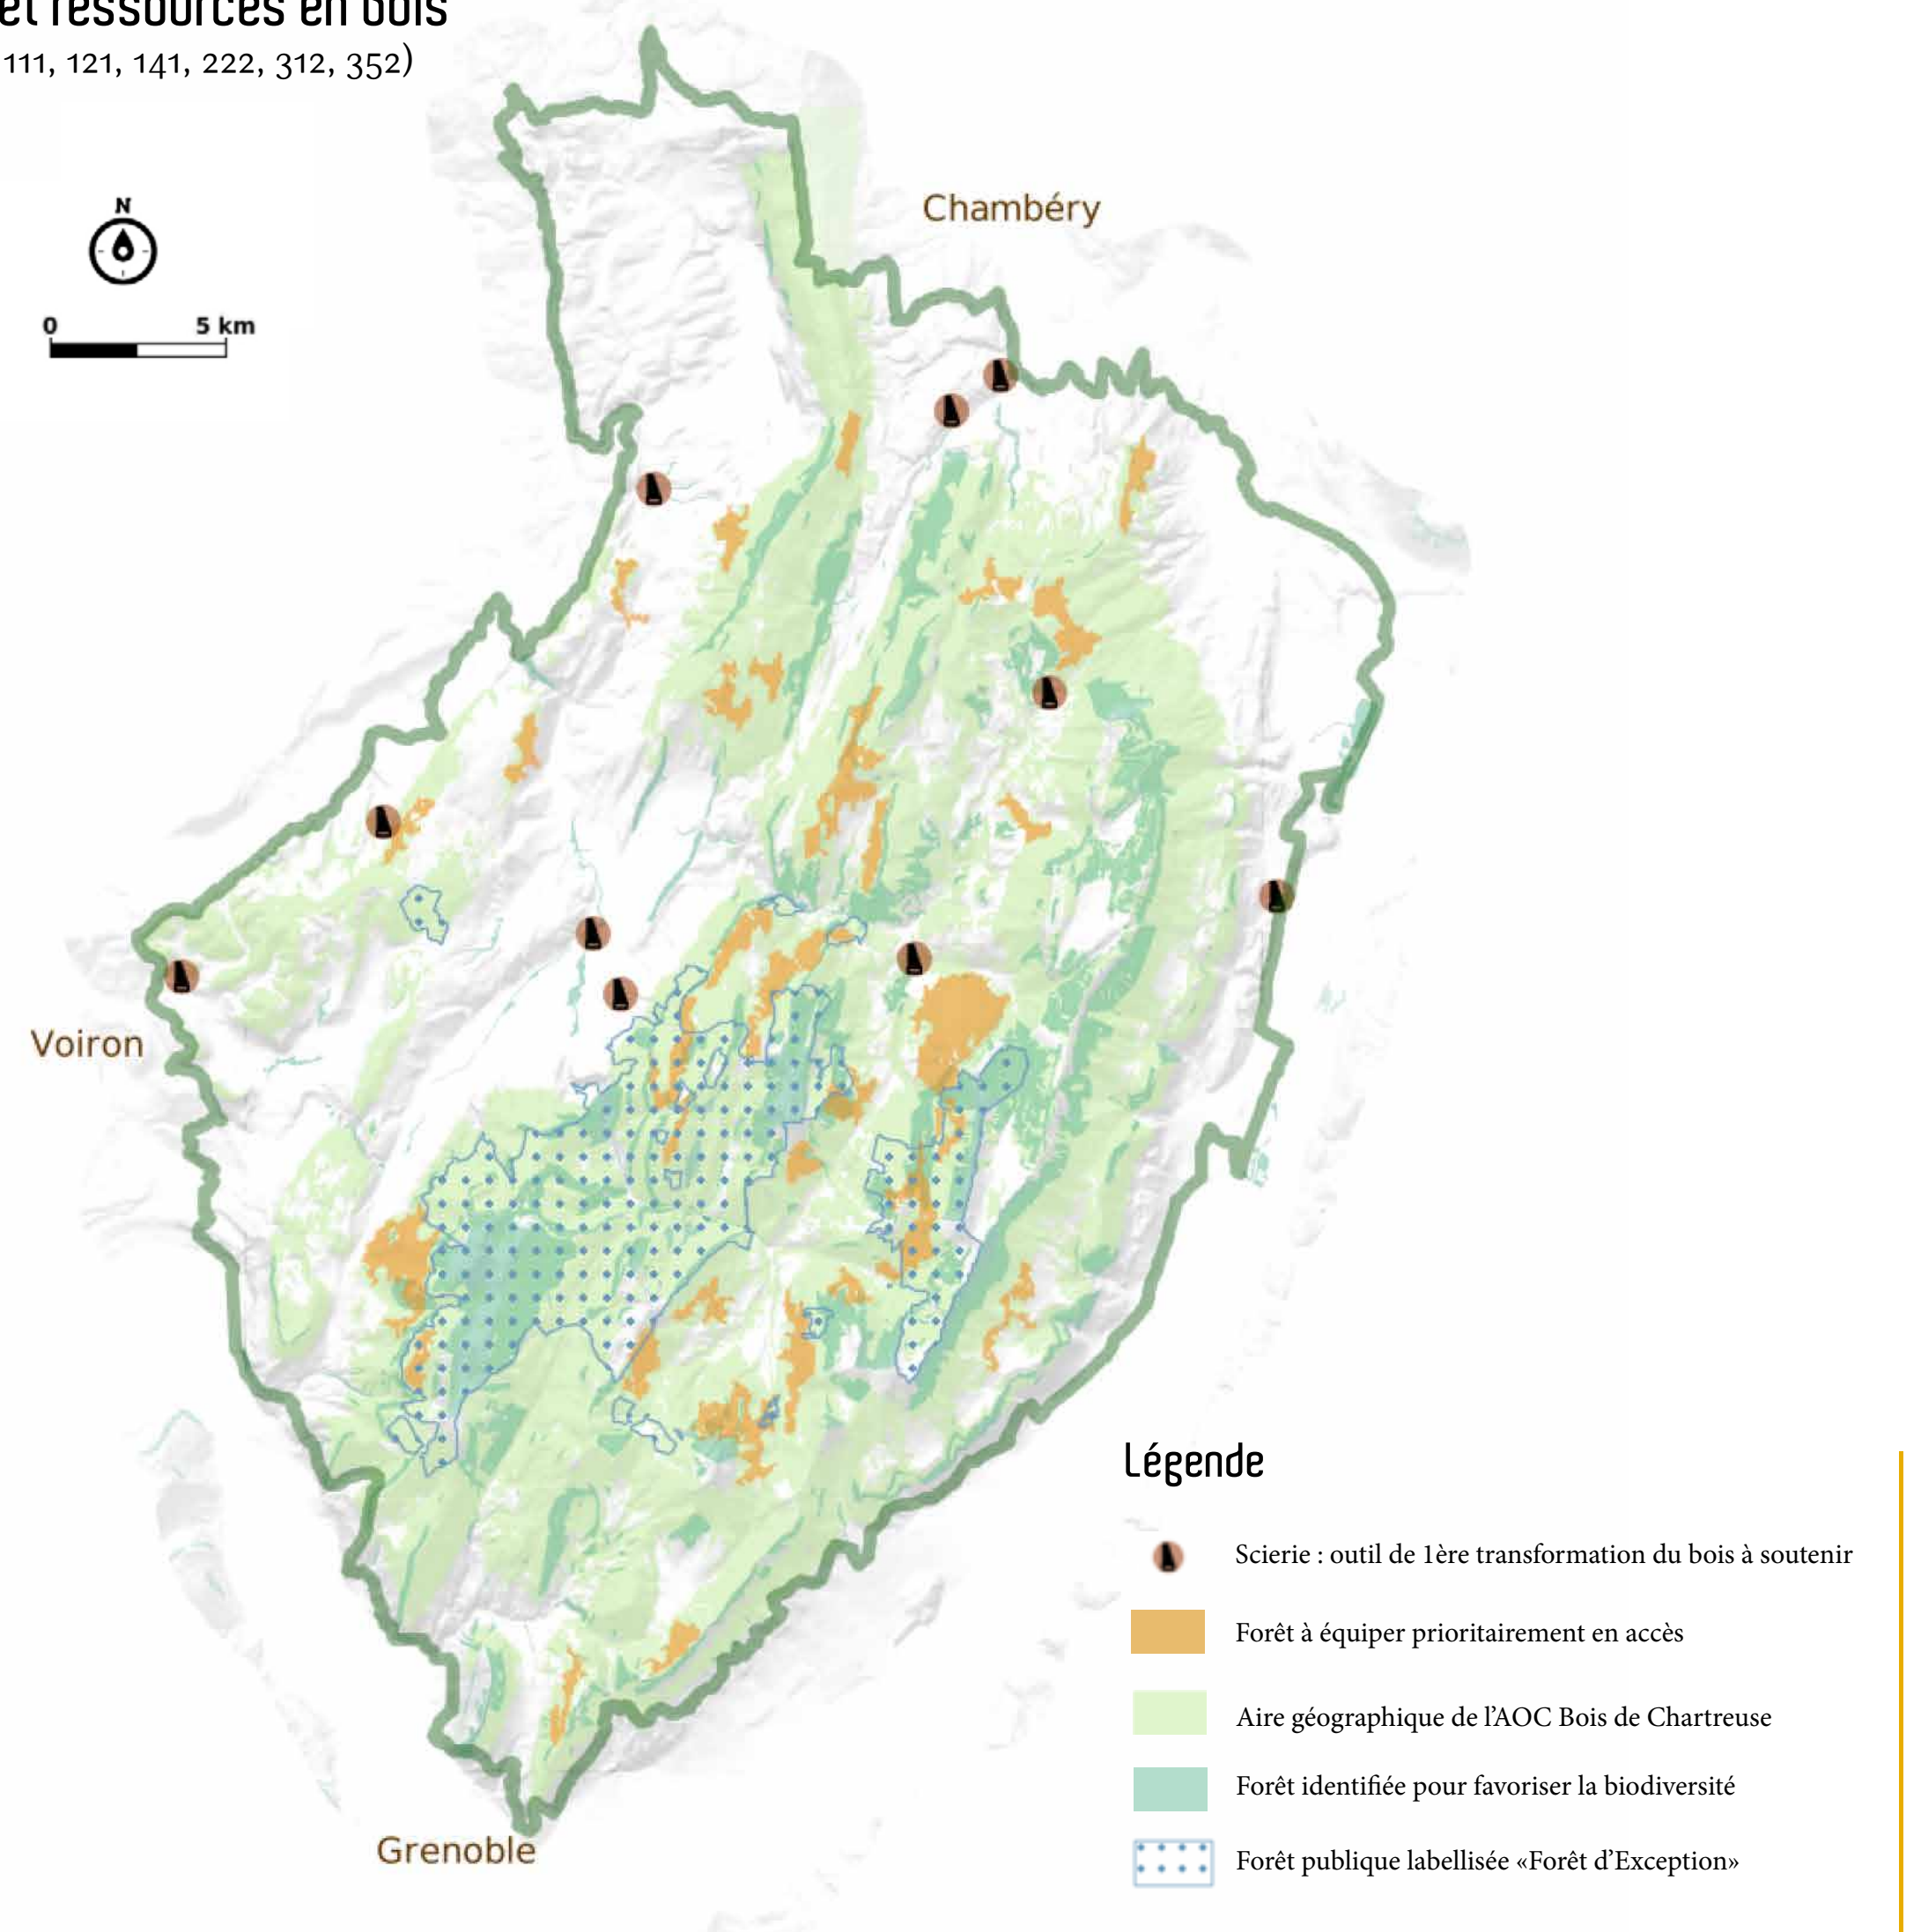 et ressources en bois
111, 121, 141, 222, 312, 352)
N
0 5 km
Chambéry
Voiron
Grenoble
Légende
Scierie : outil de 1ère transformation du bois à soutenir
Forêt à équiper prioritairement en accès
Aire géographique de l'AOC Bois de Chartreuse
Forêt identifiée pour favoriser la biodiversité
Forêt publique labellisée «Forêt d'Exception»